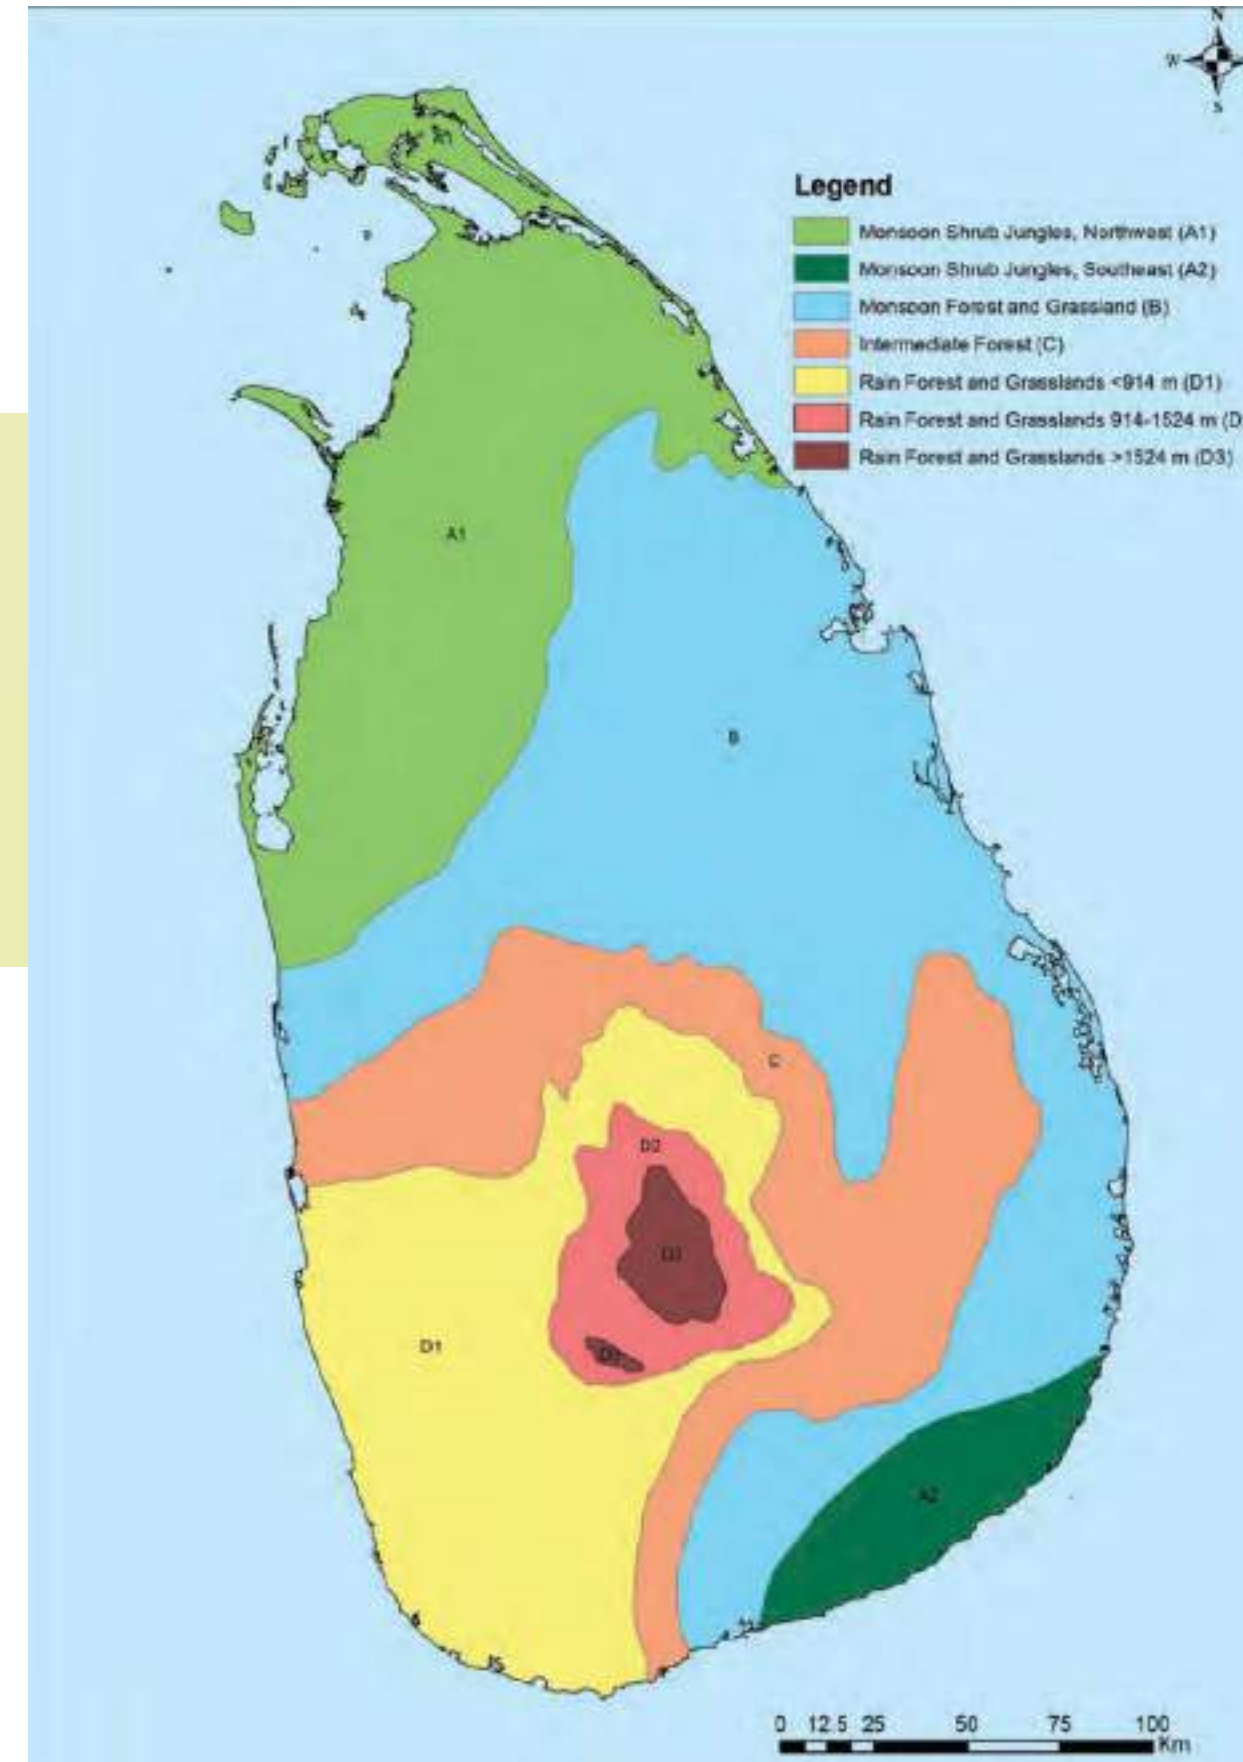 N
W
S
Legend
Monsoon Shrub Jungles, Northwest (A1)
Monsoon Shrub Jungles, Southeast (A2)
Monsoon Forest and Grassland (B)
Intermediate Forest (C)
Rain Forest and Grasslands <914 m (D1)
Rain Forest and Grasslands 914-1524 m (D
Rain Forest and Grasslands >1524 m (D3)
A1
A1
B
C
D2
D3
D1
A2
0 12.5 25 50 75 100
Km